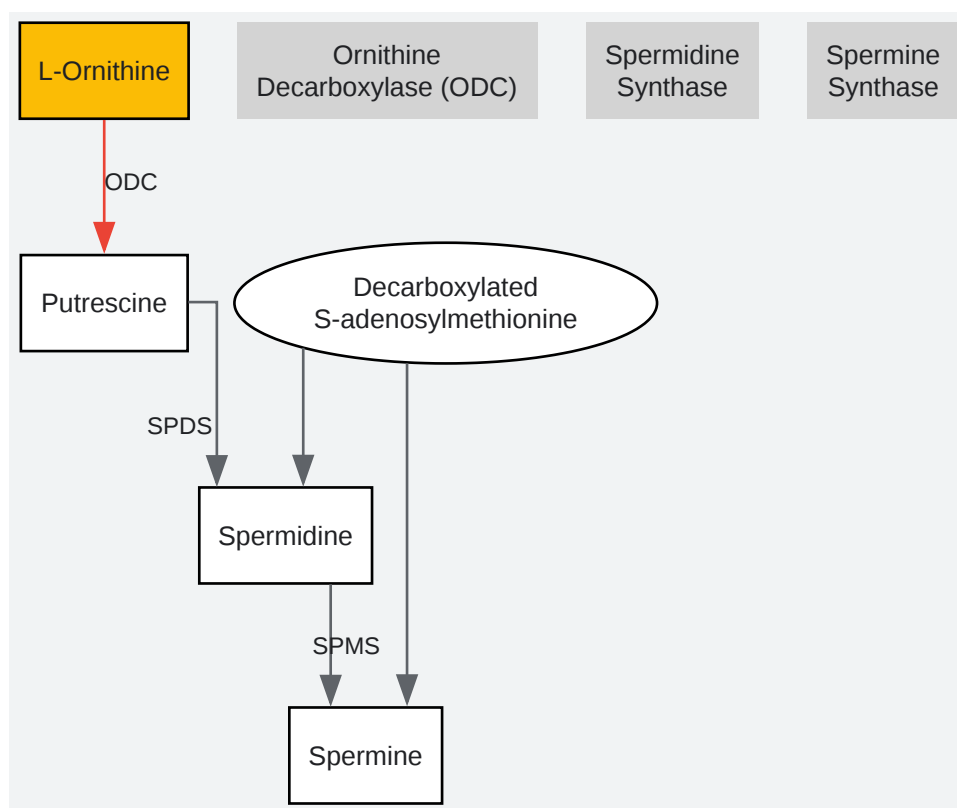 L-Ornithine
Ornithine
Decarboxylase (ODC)
Spermidine
Synthase
Spermine
Synthase
ODC
Putrescine
Decarboxylated
S-adenosylmethionine
SPDS
Spermidine
SPMS
Spermine